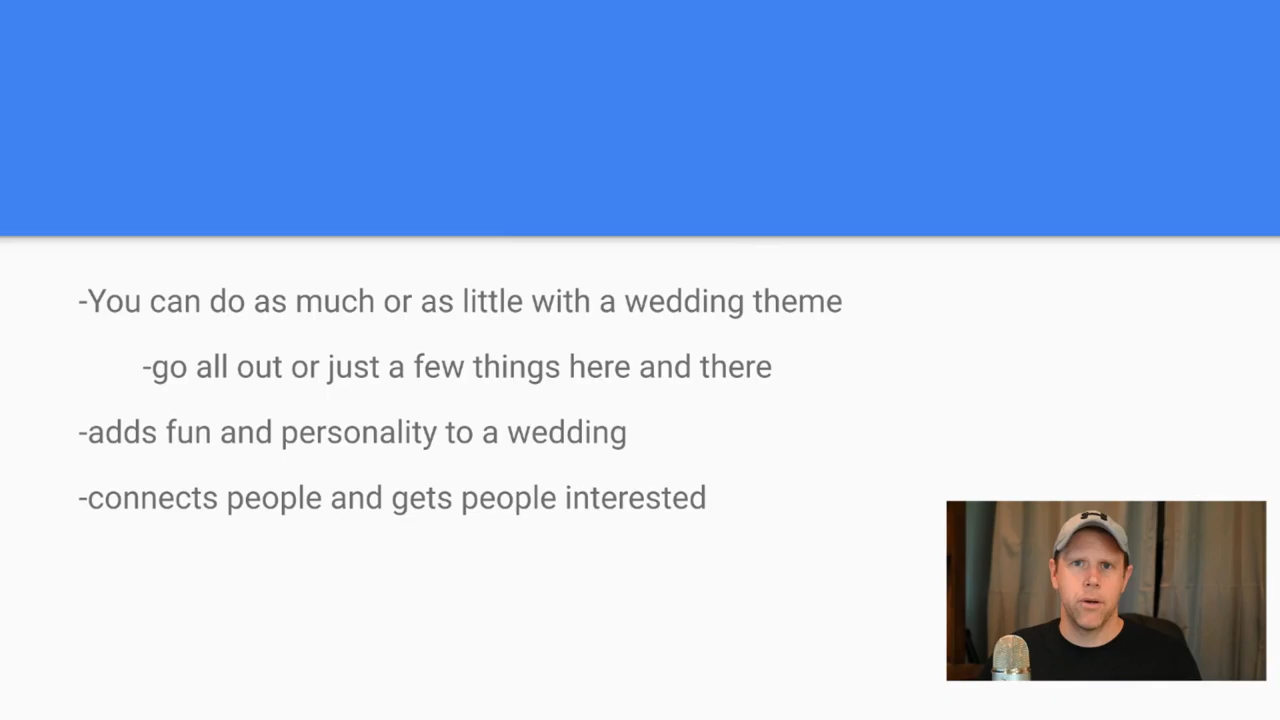 -You can do as much or as little with a wedding theme
-go all out or just a few things here and there
-adds fun and personality to a wedding
-connects people and gets people interested